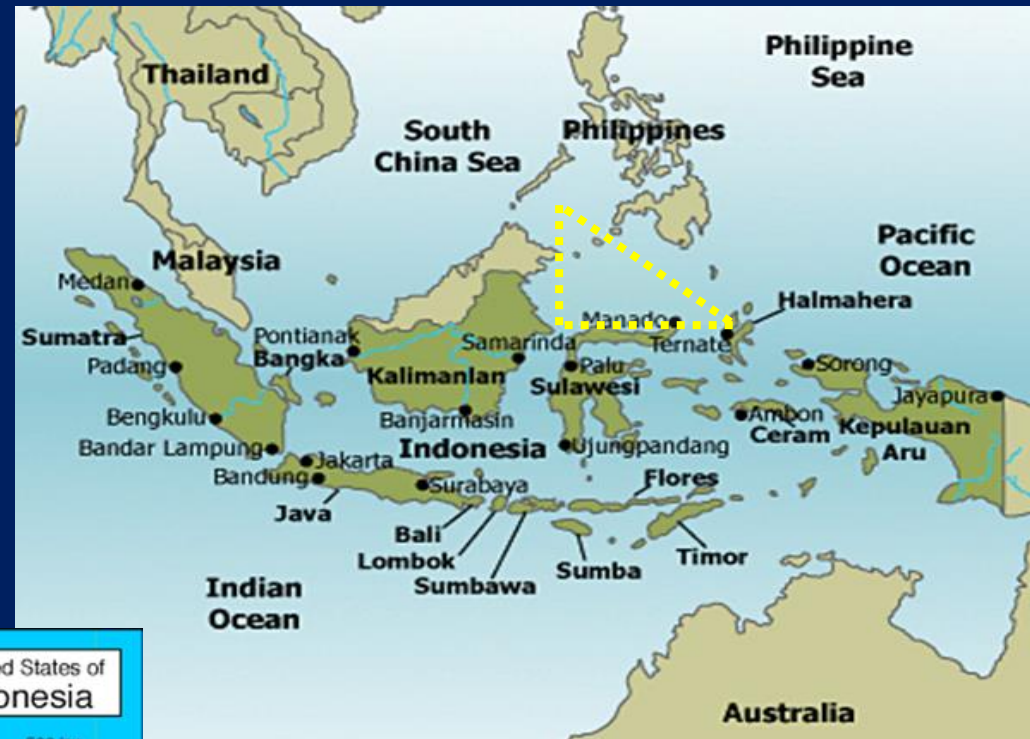 Philippine
Sea
Thailand
South
China Sea
Philippines
Pacific
Ocean
Malaysia
Medan
Halmahera
Manado
Sumatra
Pontianak
Samarinda
Ternate
Bangka
Padang
Kalimanlan
Palu
Sorong
Sulawesi
Jayapura
Bengkulu
Banjarmasin
Ambon
Ceram
Kepulauan
Aru
Bandar Lampung
Indonesia
Ujungpandang
Jakarta
Bandung
Surabaya
Flores
Java
Bali
Lombok
Sumbawa
Sumba
Timor
Indian
Ocean
ed States of
onesia
Australia